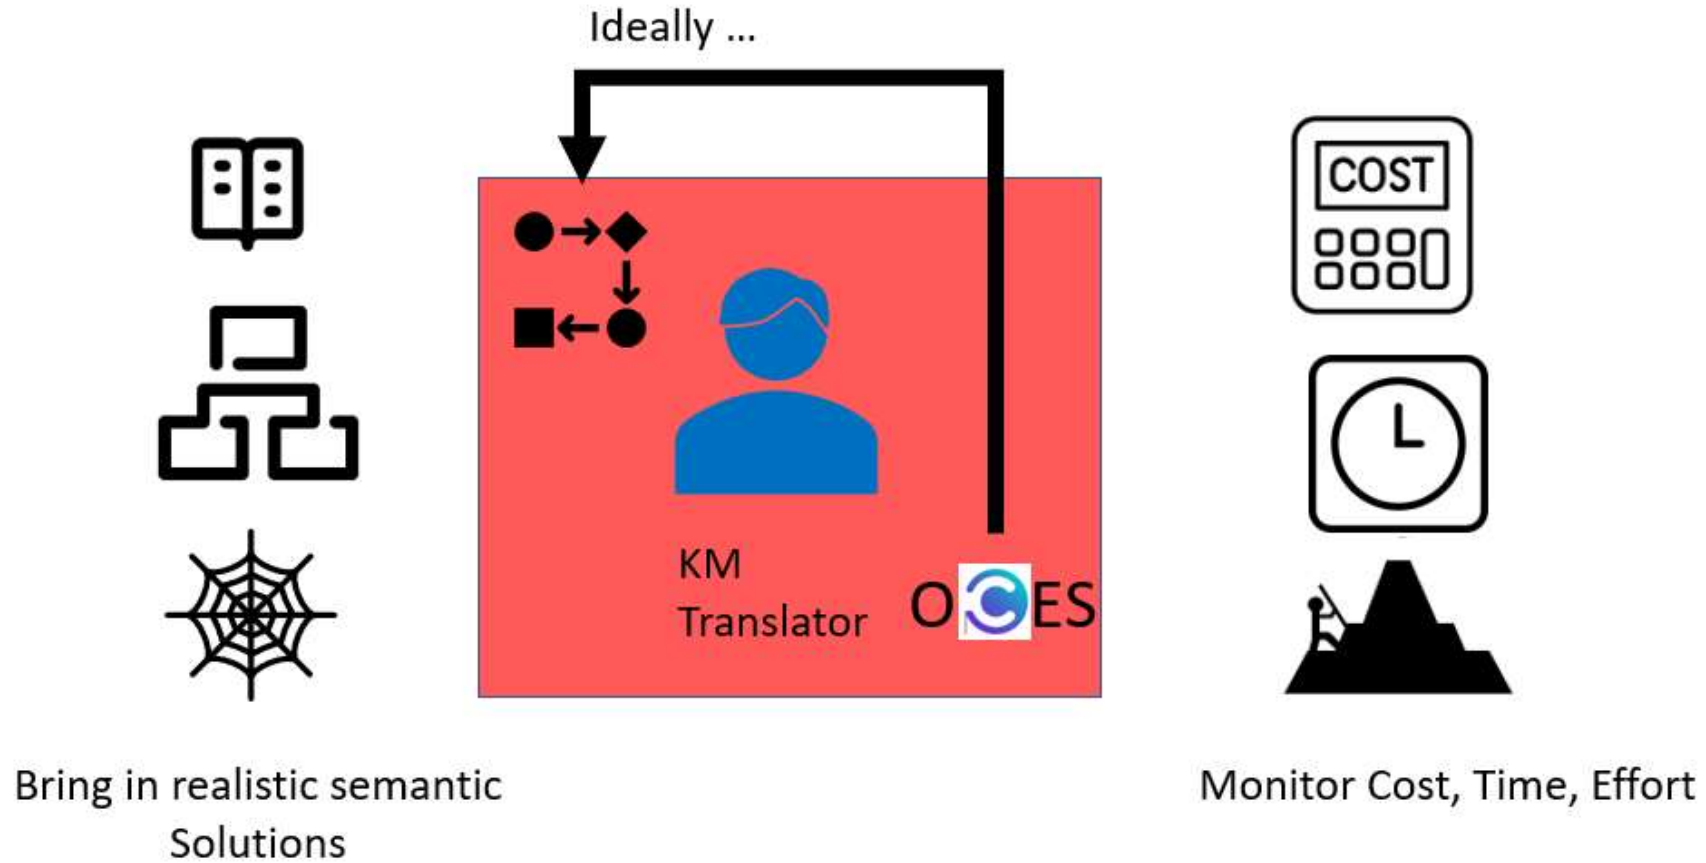 Ideally ...
COST
KM
Translator
OCES
Bring in realistic semantic
Solutions
Monitor Cost, Time, Effort